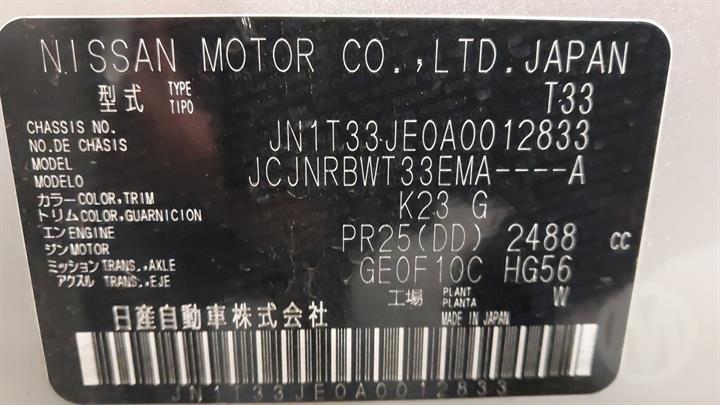 NISSAN MOTOR CO.,LTD.JAPAN
型式 TYPE TIPO T33
CHASSIS NO. NO.DE CHASIS JN1T33JE0A0012833
MODEL MODELO JCJNRBWT33EMA----A
カラー COLOR,TRIM
トリム COLOR,GUARNICION K23 G
エン ENGINE
ジン MOTOR PR25(DD) 2488 CC
ミッション TRANS.,AXLE
アクスル TRANS.,EJE GE0F10C HG56
工場 PLANT PLANTA W
日産自動車株式会社 MADE IN JAPAN
JN1T33JE0A0012833